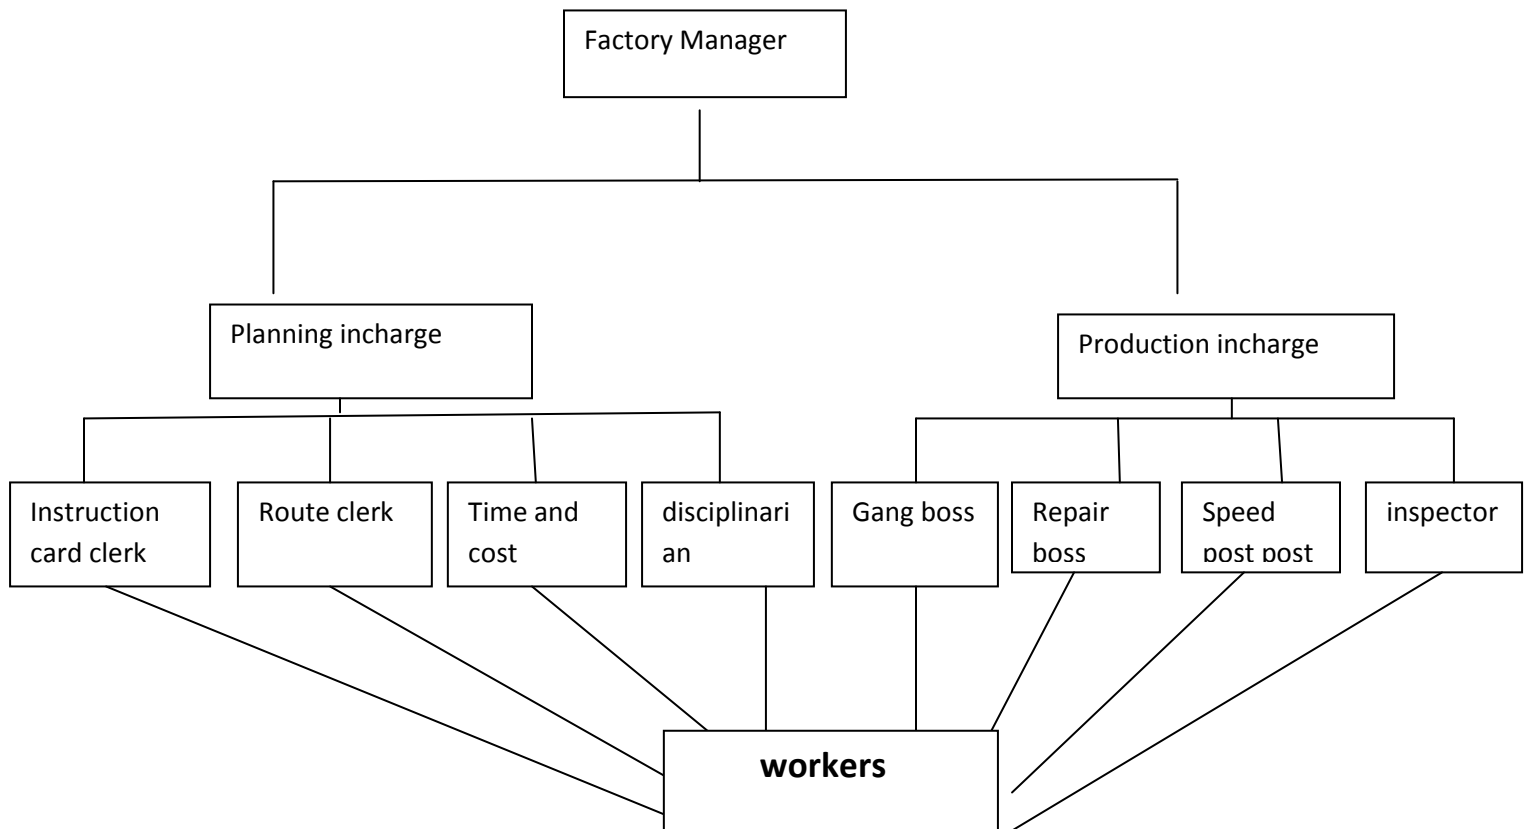 Factory Manager
Planning incharge
Production incharge
Instruction
card clerk
Route clerk
Time and
cost
disciplinari
an
Gang boss
Repair
boss
Speed
post post
inspector
workers